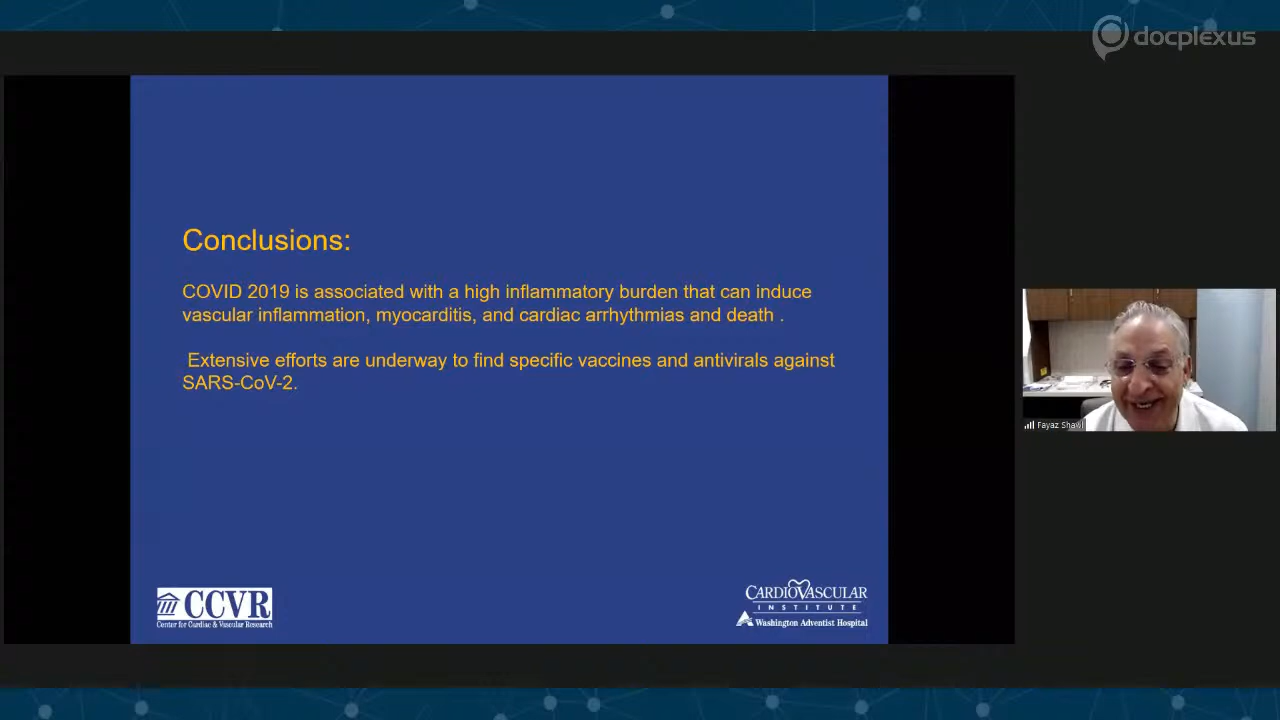 docplexus
Conclusions:
COVID 2019 is associated with a high inflammatory burden that can induce
vascular inflammation, myocarditis, and cardiac arrhythmias and death .
Extensive efforts are underway to find specific vaccines and antivirals against
SARS-CoV-2.
Fayaz Shawl
CCVR
Center for Cardiac & Vascular Research
CARDIOVASCULAR
INSTITUTE
Washington Adventist Hospital